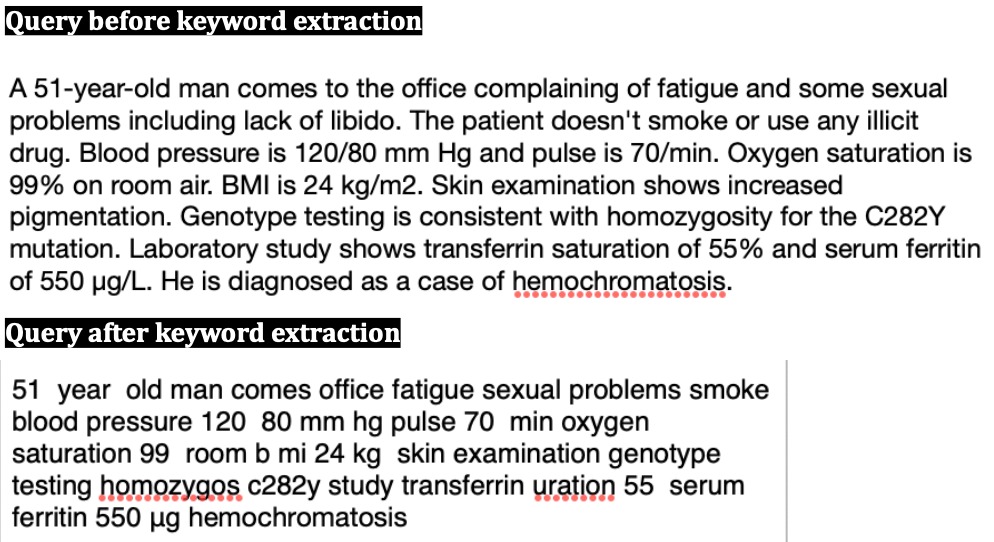 Query before keyword extraction
A 51-year-old man comes to the office complaining of fatigue and some sexual
problems including lack of libido. The patient doesn't smoke or use any illicit
drug. Blood pressure is 120/80 mm Hg and pulse is 70/min. Oxygen saturation is
99% on room air. BMI is 24 kg/m2. Skin examination shows increased
pigmentation. Genotype testing is consistent with homozygosity for the C282Y
mutation. Laboratory study shows transferrin saturation of 55% and serum ferritin
of 550 µg/L. He is diagnosed as a case of hemochromatosis.
Query after keyword extraction
51 year old man comes office fatigue sexual problems smoke
blood pressure 120 80 mm hg pulse 70 min oxygen
saturation 99 room b mi 24 kg skin examination genotype
testing homozygos c282y study transferrin uration 55 serum
ferritin 550 µg hemochromatosis